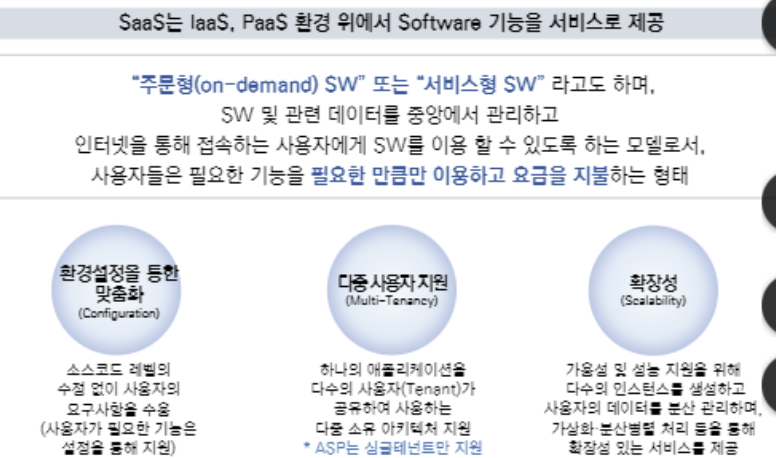 SaaS는 IaaS, PaaS 환경 위에서 Software 기능을 서비스로 제공
“주문형(on-demand) SW” 또는 “서비스형 SW” 라고도 하며,
SW 및 관련 데이터를 중앙에서 관리하고
인터넷을 통해 접속하는 사용자에게 SW를 이용 할 수 있도록 하는 모델로서,
사용자들은 필요한 기능을 필요한 만큼만 이용하고 요금을 지불하는 형태
환경설정을 통한
맞춤화
(Configuration)
소스코드 레벨의
수정 없이 사용자의
요구사항을 수용
(사용자가 필요한 기능은
설정을 통해 지원)
다중 사용자 지원
(Multi-Tenancy)
하나의 애플리케이션을
다수의 사용자(Tenant)가
공유하여 사용하는
다중 소유 아키텍처 지원
* ASP는 싱글테넌트만 지원
확장성
(Scalability)
가용성 및 성능 지원을 위해
다수의 인스턴스를 생성하고
사용자의 데이터를 분산 관리하며,
가상화·분산병렬 처리 등을 통해
확장성 있는 서비스를 제공